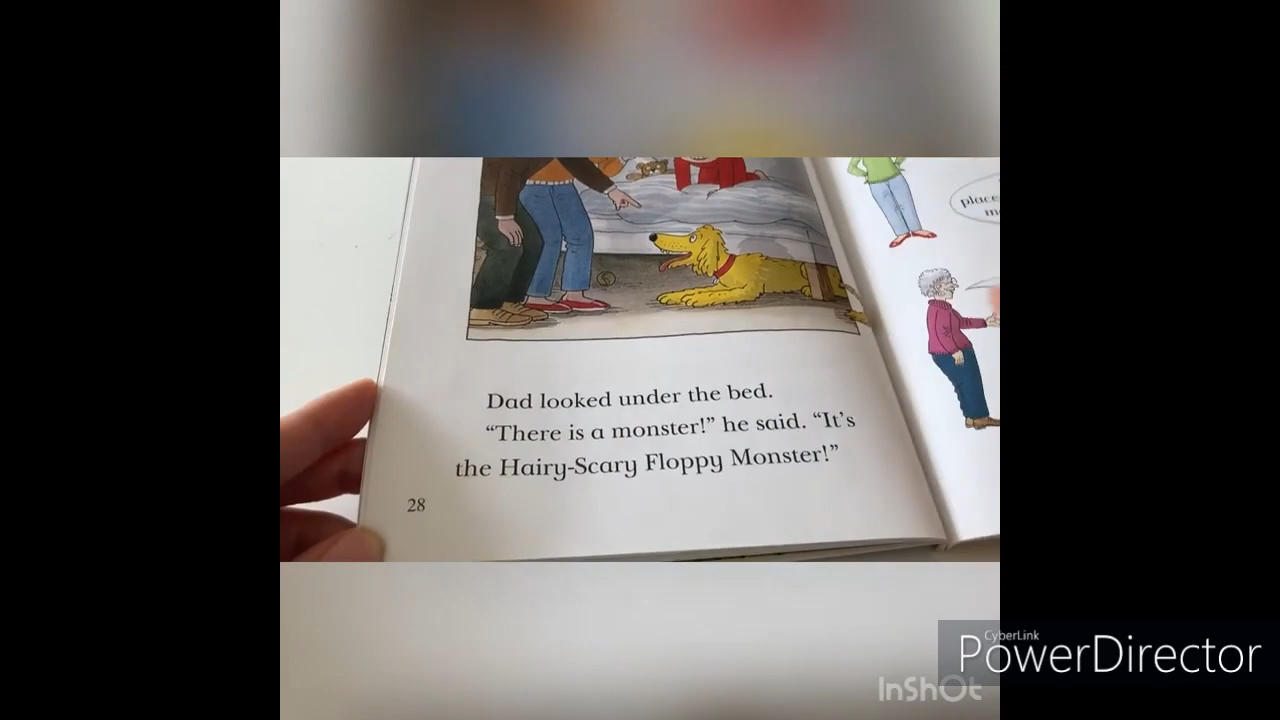 place
Dad looked under the bed.
“There is a monster!” he said. “It’s
the Hairy-Scary Floppy Monster!”
28
CyberLink
PowerDirector
InShOt